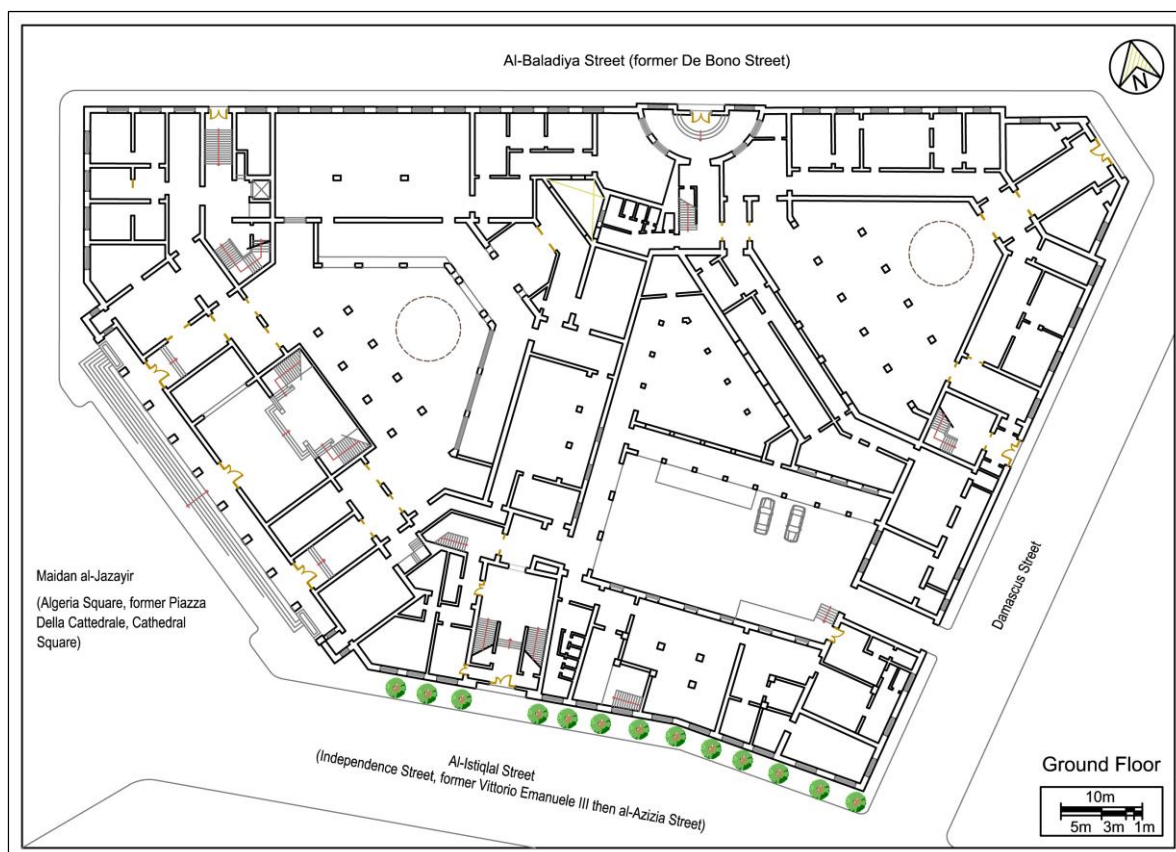 Al-Baladiya Street (former De Bono Street)
N
Maidan al-Jazayir
(Algeria Square, former Piazza
Della Cattedrale, Cathedral
Square)
Damascus Street
Al-Istiqlal Street
(Independence Street, former Vittorio Emanuele III then al-Azizia Street)
Ground Floor
10m
5m 3m 1m